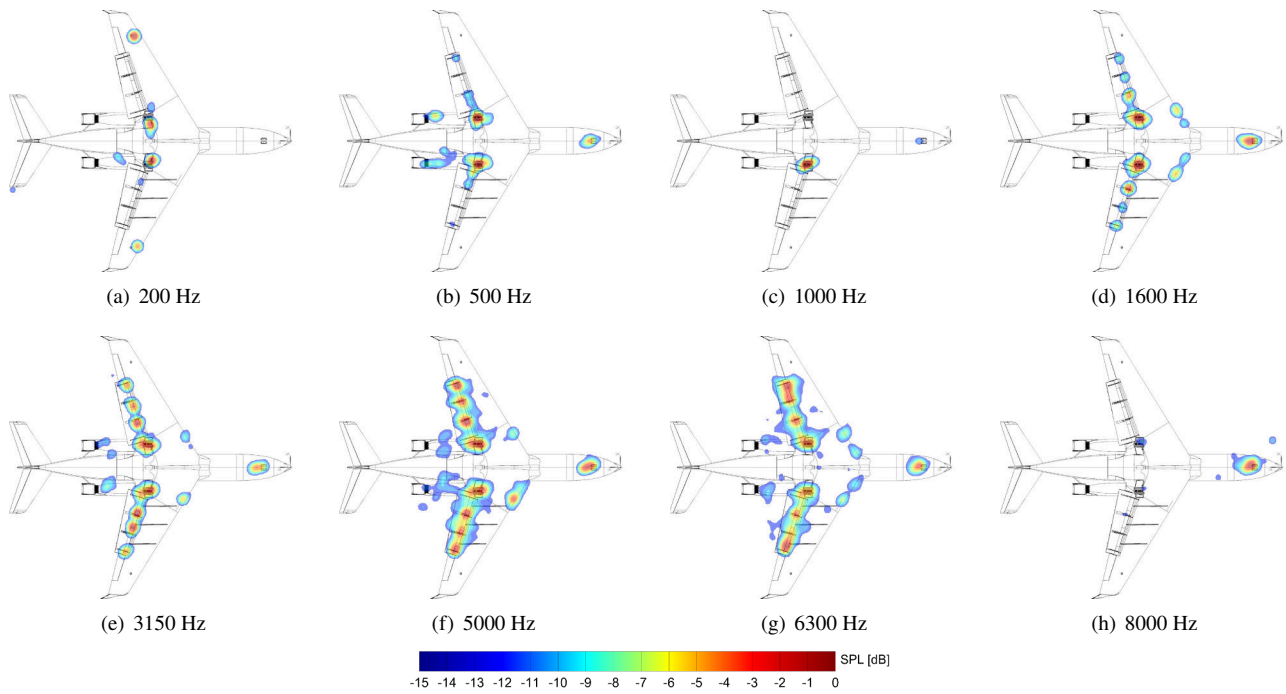 (a) 200 Hz
(b) 500 Hz
(c) 1000 Hz
(d) 1600 Hz
(e) 3150 Hz
(f) 5000 Hz
(g) 6300 Hz
(h) 8000 Hz
SPL [dB]
-15 -14 -13 -12 -11 -10 -9 -8 -7 -6 -5 -4 -3 -2 -1 0